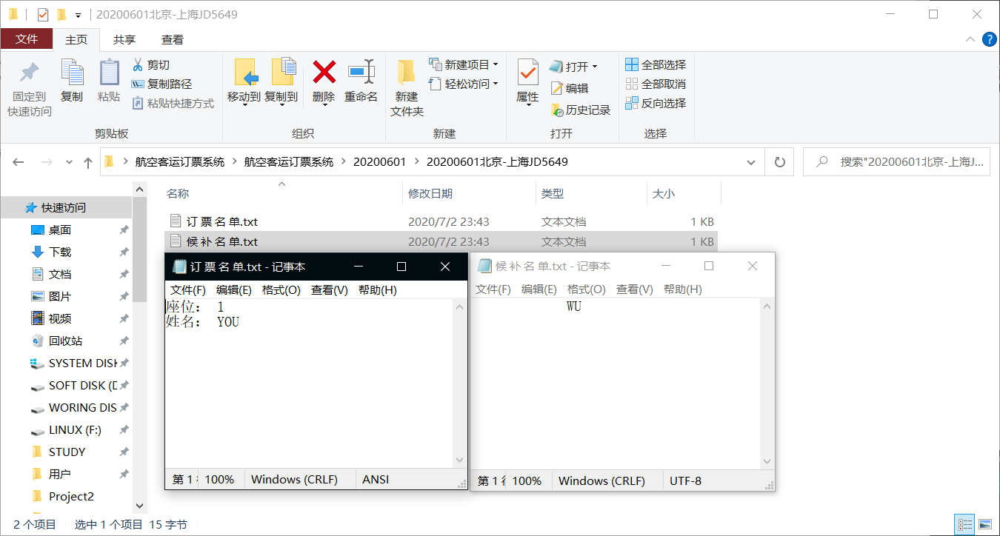 20200601北京-上海JD5649
文件 主页 共享 查看
固定到
快速访问
复制
粘贴
剪切
复制路径
粘贴快捷方式
剪贴板
移动到
复制到
删除
重命名
组织
新建
文件夹
新建项目
轻松访问
新建
属性
打开
编辑
历史记录
打开
全部选择
全部取消
反向选择
选择
航空客运订票系统 航空客运订票系统 20200601 20200601北京-上海JD5649
搜索"20200601北京-上海J...
快速访问
桌面
下载
文档
图片
视频
回收站
SYSTEM DISK
SOFT DISK (D
WORING DIS
LINUX (F:)
STUDY
用户
Project2
名称 修改日期 类型 大小
订 票 名 单.txt 2020/7/2 23:43 文本文档 1 KB
候 补 名 单.txt 2020/7/2 23:43 文本文档 1 KB
订 票 名 单.txt - 记事本
文件(F) 编辑(E) 格式(O) 查看(V) 帮助(H)
座位： 1
姓名： YOU
第 1 100% Windows (CRLF) ANSI
候 补 名 单.txt - 记事本
文件(F) 编辑(E) 格式(O) 查看(V) 帮助(H)
WU
第 1 100% Windows (CRLF) UTF-8
2 个项目 选中 1 个项目 15 字节